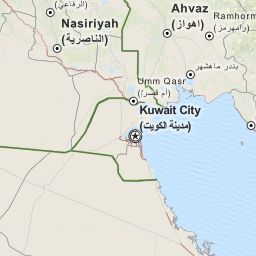 (الرفاعي)
Nasiriyah
(الناصرية)
Ahvaz
(اهواز)
Ramhorm
(رامهرمز)
بندر ماهشهر
Umm Qasr
(أم قصر)
Kuwait City
(مدينة الكويت)